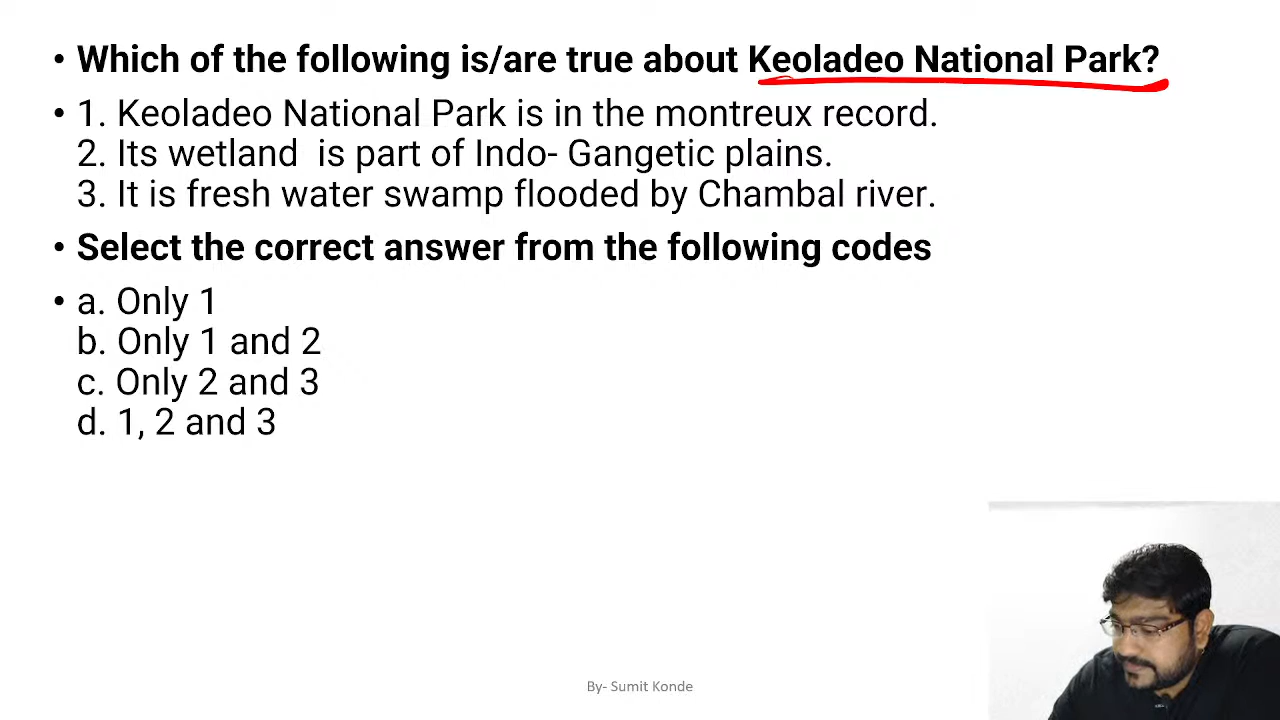 • Which of the following is/are true about Keoladeo National Park?
• 1. Keoladeo National Park is in the montreux record.
2. Its wetland  is part of Indo- Gangetic plains.
3. It is fresh water swamp flooded by Chambal river.
• Select the correct answer from the following codes
• a. Only 1
b. Only 1 and 2
c. Only 2 and 3
d. 1, 2 and 3
By- Sumit Konde